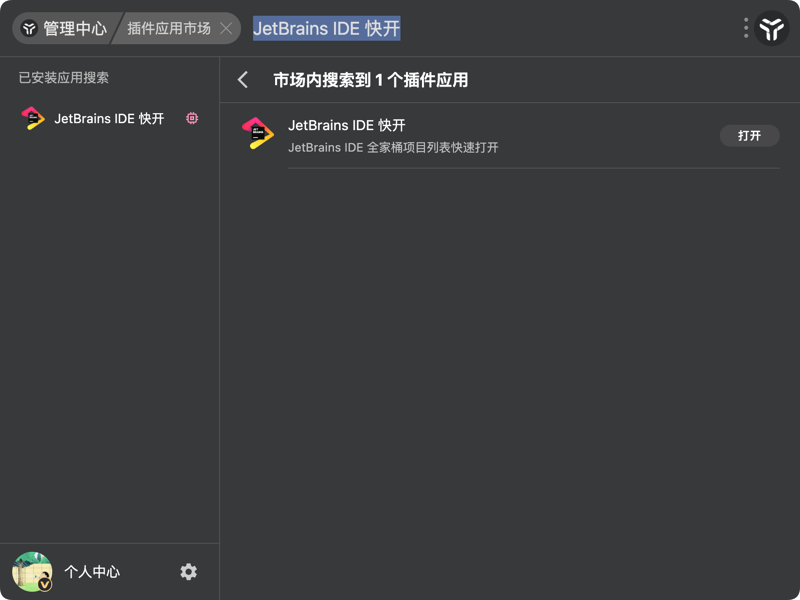 管理中心 插件应用市场 JetBrains IDE 快开
已安装应用搜索
市场内搜索到 1 个插件应用
JetBrains IDE 快开
JetBrains IDE 快开
JetBrains IDE 全家桶项目列表快速打开
打开
个人中心